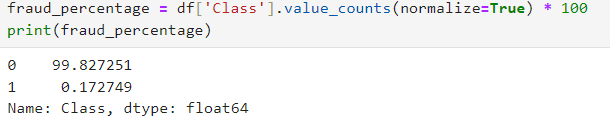 fraud_percentage = df['Class'].value_counts(normalize=True) * 100
print(fraud_percentage)
0    99.827251
1     0.172749
Name: Class, dtype: float64